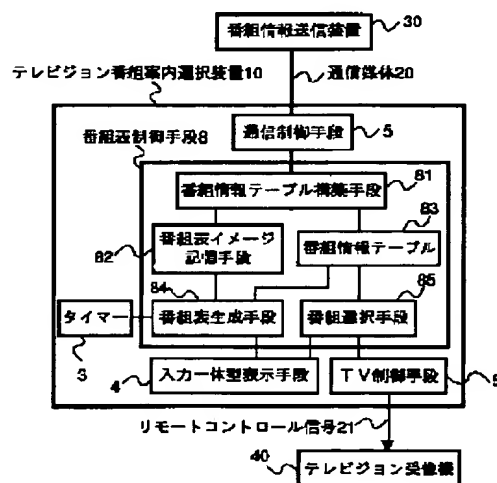 番組情報送信装置
30
テレビジョン番組案内選択装置10
通信媒体20
通信制御手段
5
番組表制御手段8
番組情報テーブル構築手段
81
番組表イメージ
記憶手段
82
番組情報テーブル
83
84
番組表生成手段
85
番組選択手段
タイマー
3
入力一体型表示手段
4
TV制御手段
リモートコントロール信号21
テレビジョン受像機
40